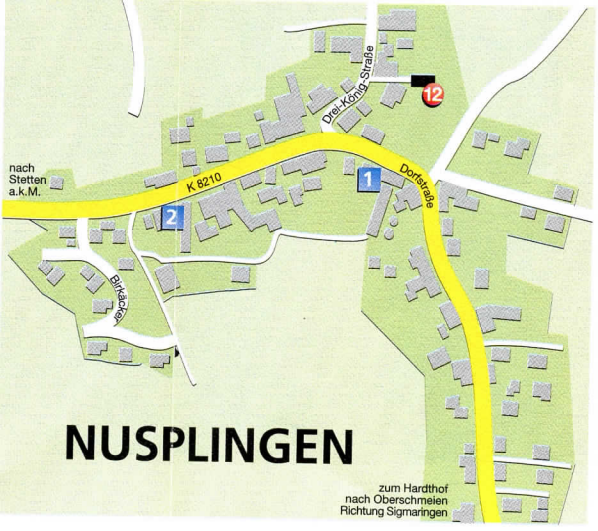 Drei-König-Straße
12
nach
Stetten
a.k.M.
K 8210
1
Dorfstraße
2
Birkäcker
NUSPLINGEN
zum Hardthof
nach Oberschmeien
Richtung Sigmaringen